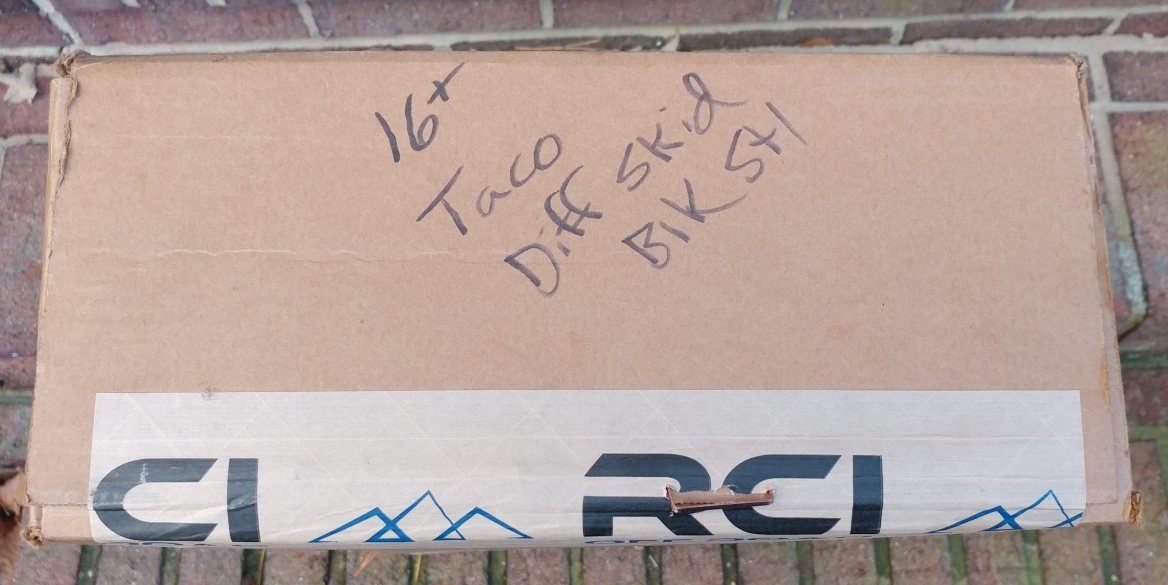 16+
Taco
Diff Skid
Blk Stl
CI RCI